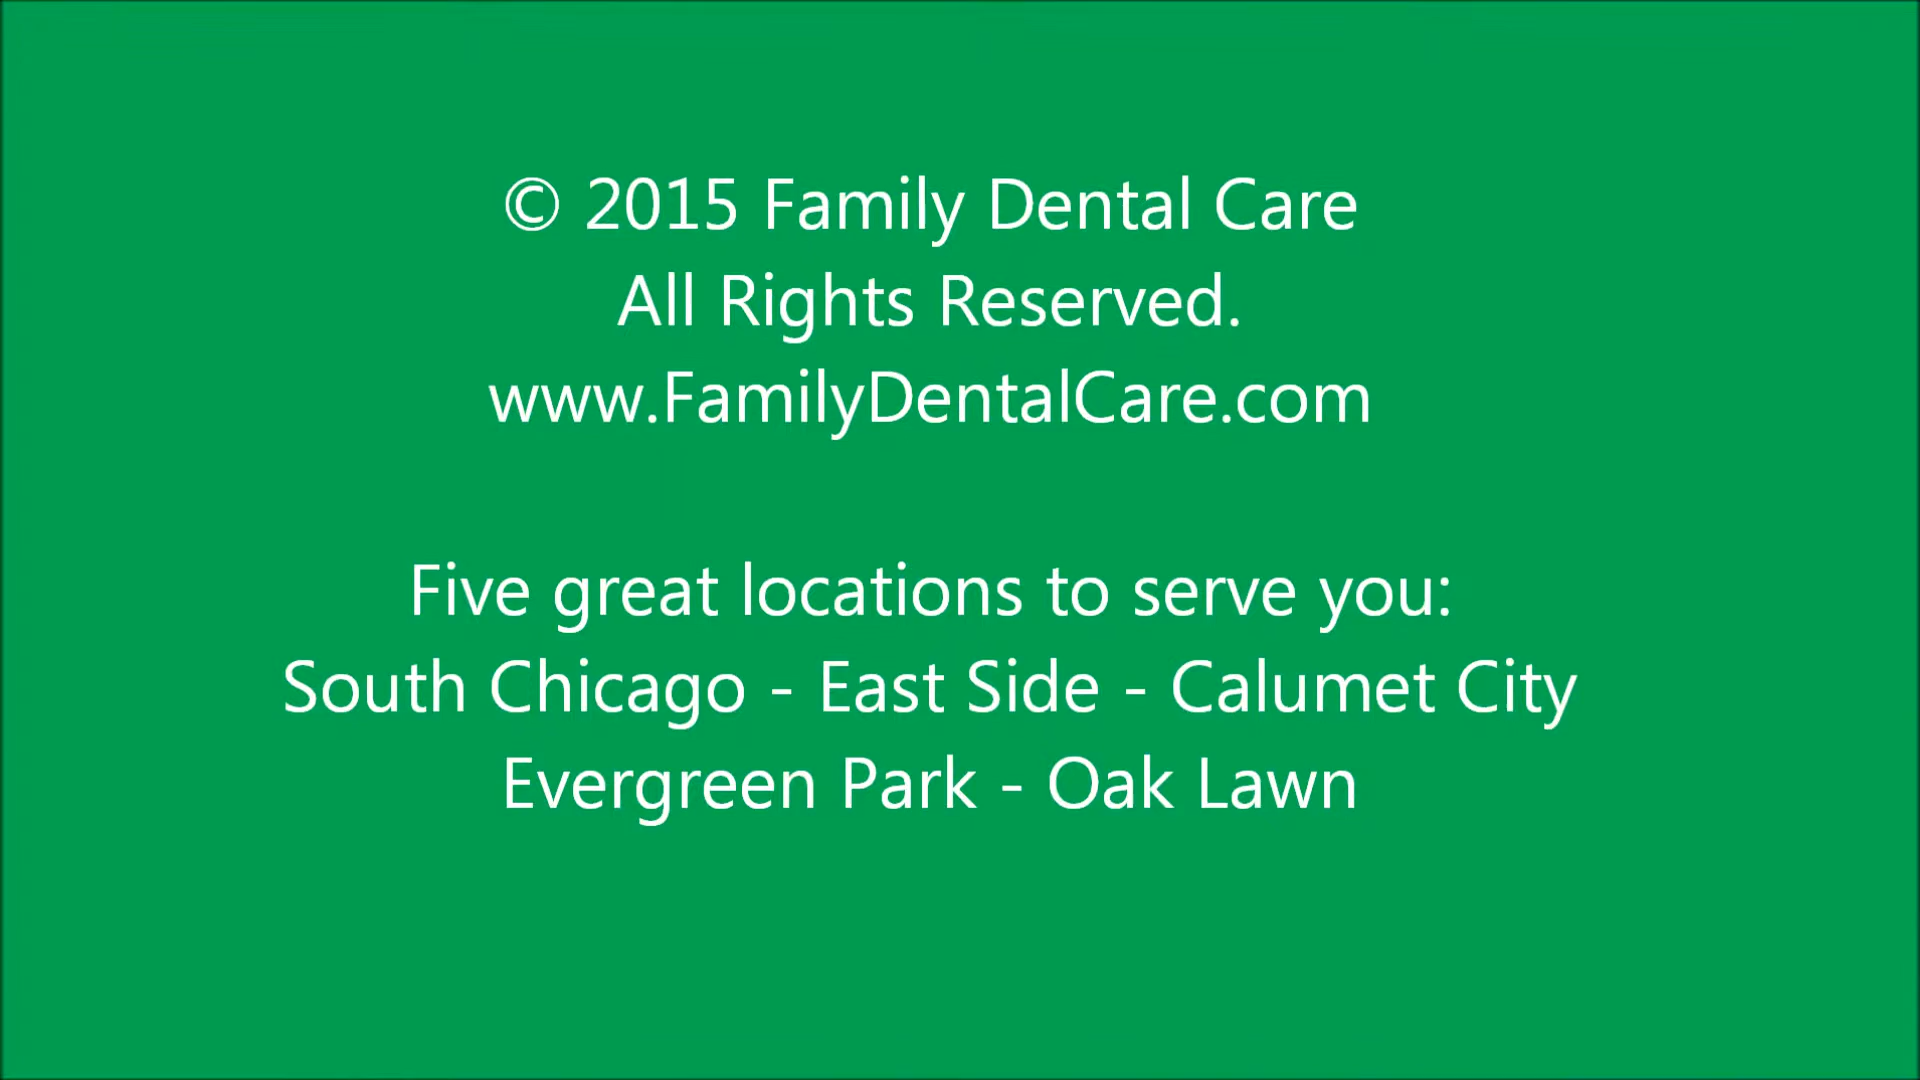 © 2015 Family Dental Care
All Rights Reserved.
www.FamilyDentalCare.com
Five great locations to serve you:
South Chicago - East Side - Calumet City
Evergreen Park - Oak Lawn